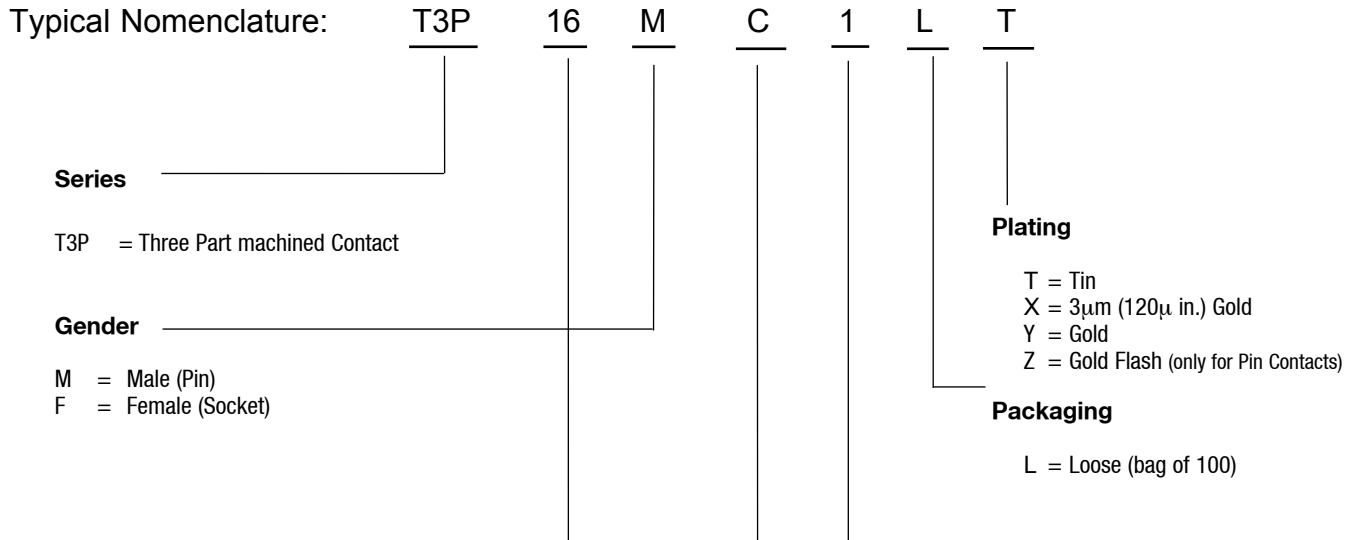 Typical Nomenclature: T3P 16 M C 1 L T
Series
T3P = Three Part machined Contact
Gender
M = Male (Pin)
F = Female (Socket)
Plating
T = Tin
X = 3μm (120μ in.) Gold
Y = Gold
Z = Gold Flash (only for Pin Contacts)
Packaging
L = Loose (bag of 100)